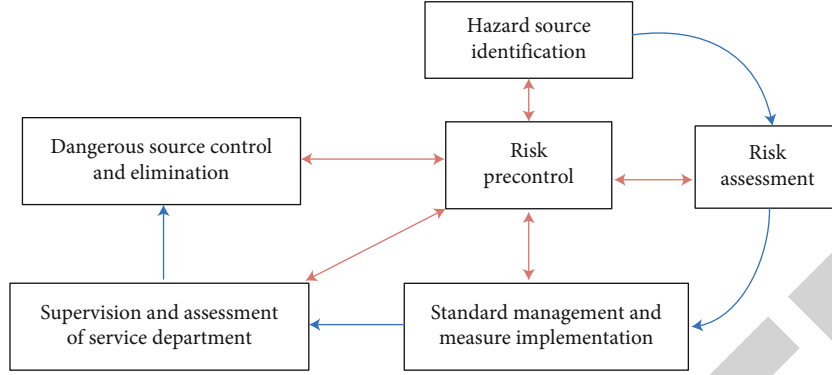 Hazard source
identification
Dangerous source control
and elimination
Risk
precontrol
Risk
assessment
Supervision and assessment
of service department
Standard management and
measure implementation